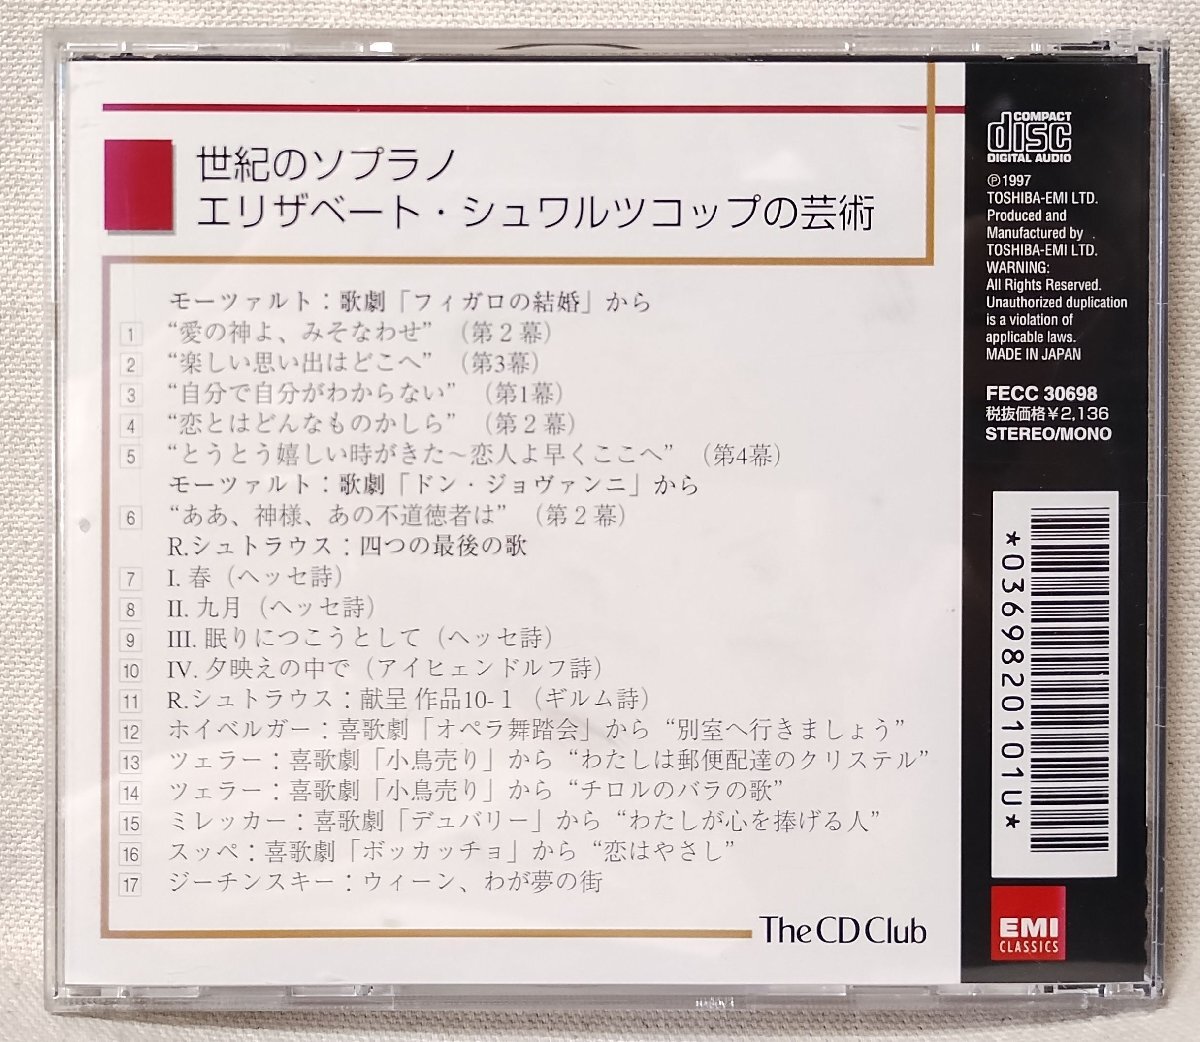 世紀のソプラノ
エリザベート・シュワルツコップの芸術
モーツァルト：歌劇「フィガロの結婚」から
1 “愛の神よ、みそなわせ” （第２幕）
2 “楽しい思い出はどこへ” （第3幕）
3 “自分で自分がわからない” （第1幕）
4 “恋とはどんなものかしら” （第２幕）
5 “とうとう嬉しい時がきた～恋人よ早くここへ” （第4幕）
モーツァルト：歌劇「ドン・ジョヴァンニ」から
6 “ああ、神様、あの不道徳者は” （第２幕）
R.シュトラウス：四つの最後の歌
7 I. 春（ヘッセ詩）
8 II. 九月（ヘッセ詩）
9 III. 眠りにつこうとして（ヘッセ詩）
10 IV. 夕映えの中で（アイヒェンドルフ詩）
11 R.シュトラウス：献呈 作品10-１（ギルム詩）
12 ホイベルガー：喜歌劇「オペラ舞踏会」から “別室へ行きましょう”
13 ツェラー：喜歌劇「小鳥売り」から “わたしは郵便配達のクリステル”
14 ツェラー：喜歌劇「小鳥売り」から “チロルのバラの歌”
15 ミレッカー：喜歌劇「デュバリー」から “わたしが心を捧げる人”
16 スッペ：喜歌劇「ボッカッチョ」から “恋はやさし”
17 ジーチンスキー：ウィーン、わが夢の街
The CD Club
COMPACT
disc
DIGITAL AUDIO
Ⓟ1997
TOSHIBA-EMI LTD.
Produced and
Manufactured by
TOSHIBA-EMI LTD.
WARNING:
All Rights Reserved.
Unauthorized duplication
is a violation of
applicable laws.
MADE IN JAPAN
FECC 30698
税抜価格¥2,136
STEREO/MONO
*0369820101U*
EMI
CLASSICS